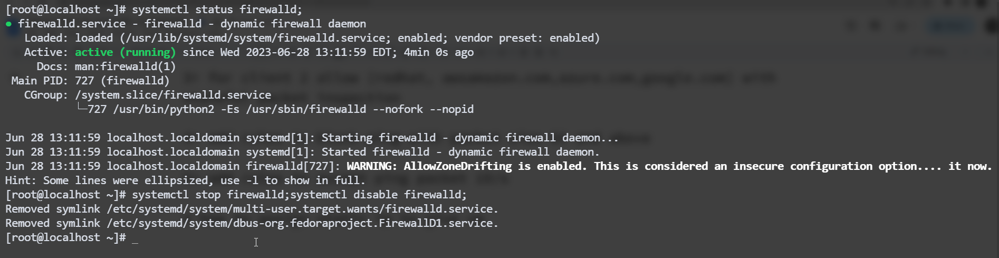 [root@localhost ~]# systemctl status firewalld;
● firewalld.service - firewalld - dynamic firewall daemon
   Loaded: loaded (/usr/lib/systemd/system/firewalld.service; enabled; vendor preset: enabled)
   Active: active (running) since Wed 2023-06-28 13:11:59 EDT; 4min 0s ago
     Docs: man:firewalld(1)
 Main PID: 727 (firewalld)
   CGroup: /system.slice/firewalld.service
           └─727 /usr/bin/python2 -Es /usr/sbin/firewalld --nofork --nopid

Jun 28 13:11:59 localhost.localdomain systemd[1]: Starting firewalld - dynamic firewall daemon...
Jun 28 13:11:59 localhost.localdomain systemd[1]: Started firewalld - dynamic firewall daemon.
Jun 28 13:11:59 localhost.localdomain firewalld[727]: WARNING: AllowZoneDrifting is enabled. This is considered an insecure configuration option.... it now.
Hint: Some lines were ellipsized, use -l to show in full.
[root@localhost ~]# systemctl stop firewalld;systemctl disable firewalld;
Removed symlink /etc/systemd/system/multi-user.target.wants/firewalld.service.
Removed symlink /etc/systemd/system/dbus-org.fedoraproject.FirewallD1.service.
[root@localhost ~]# _